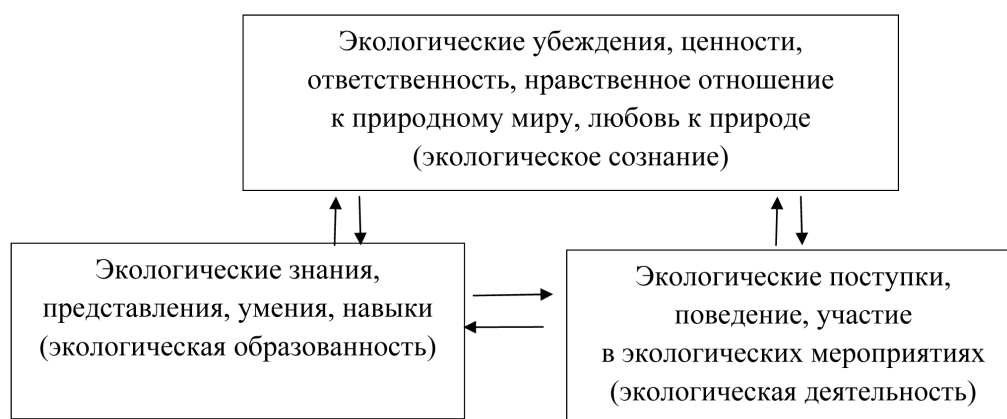 Экологические убеждения, ценности,
ответственность, нравственное отношение
к природному миру, любовь к природе
(экологическое сознание)
Экологические знания,
представления, умения, навыки
(экологическая образованность)
Экологические поступки,
поведение, участие
в экологических мероприятиях
(экологическая деятельность)